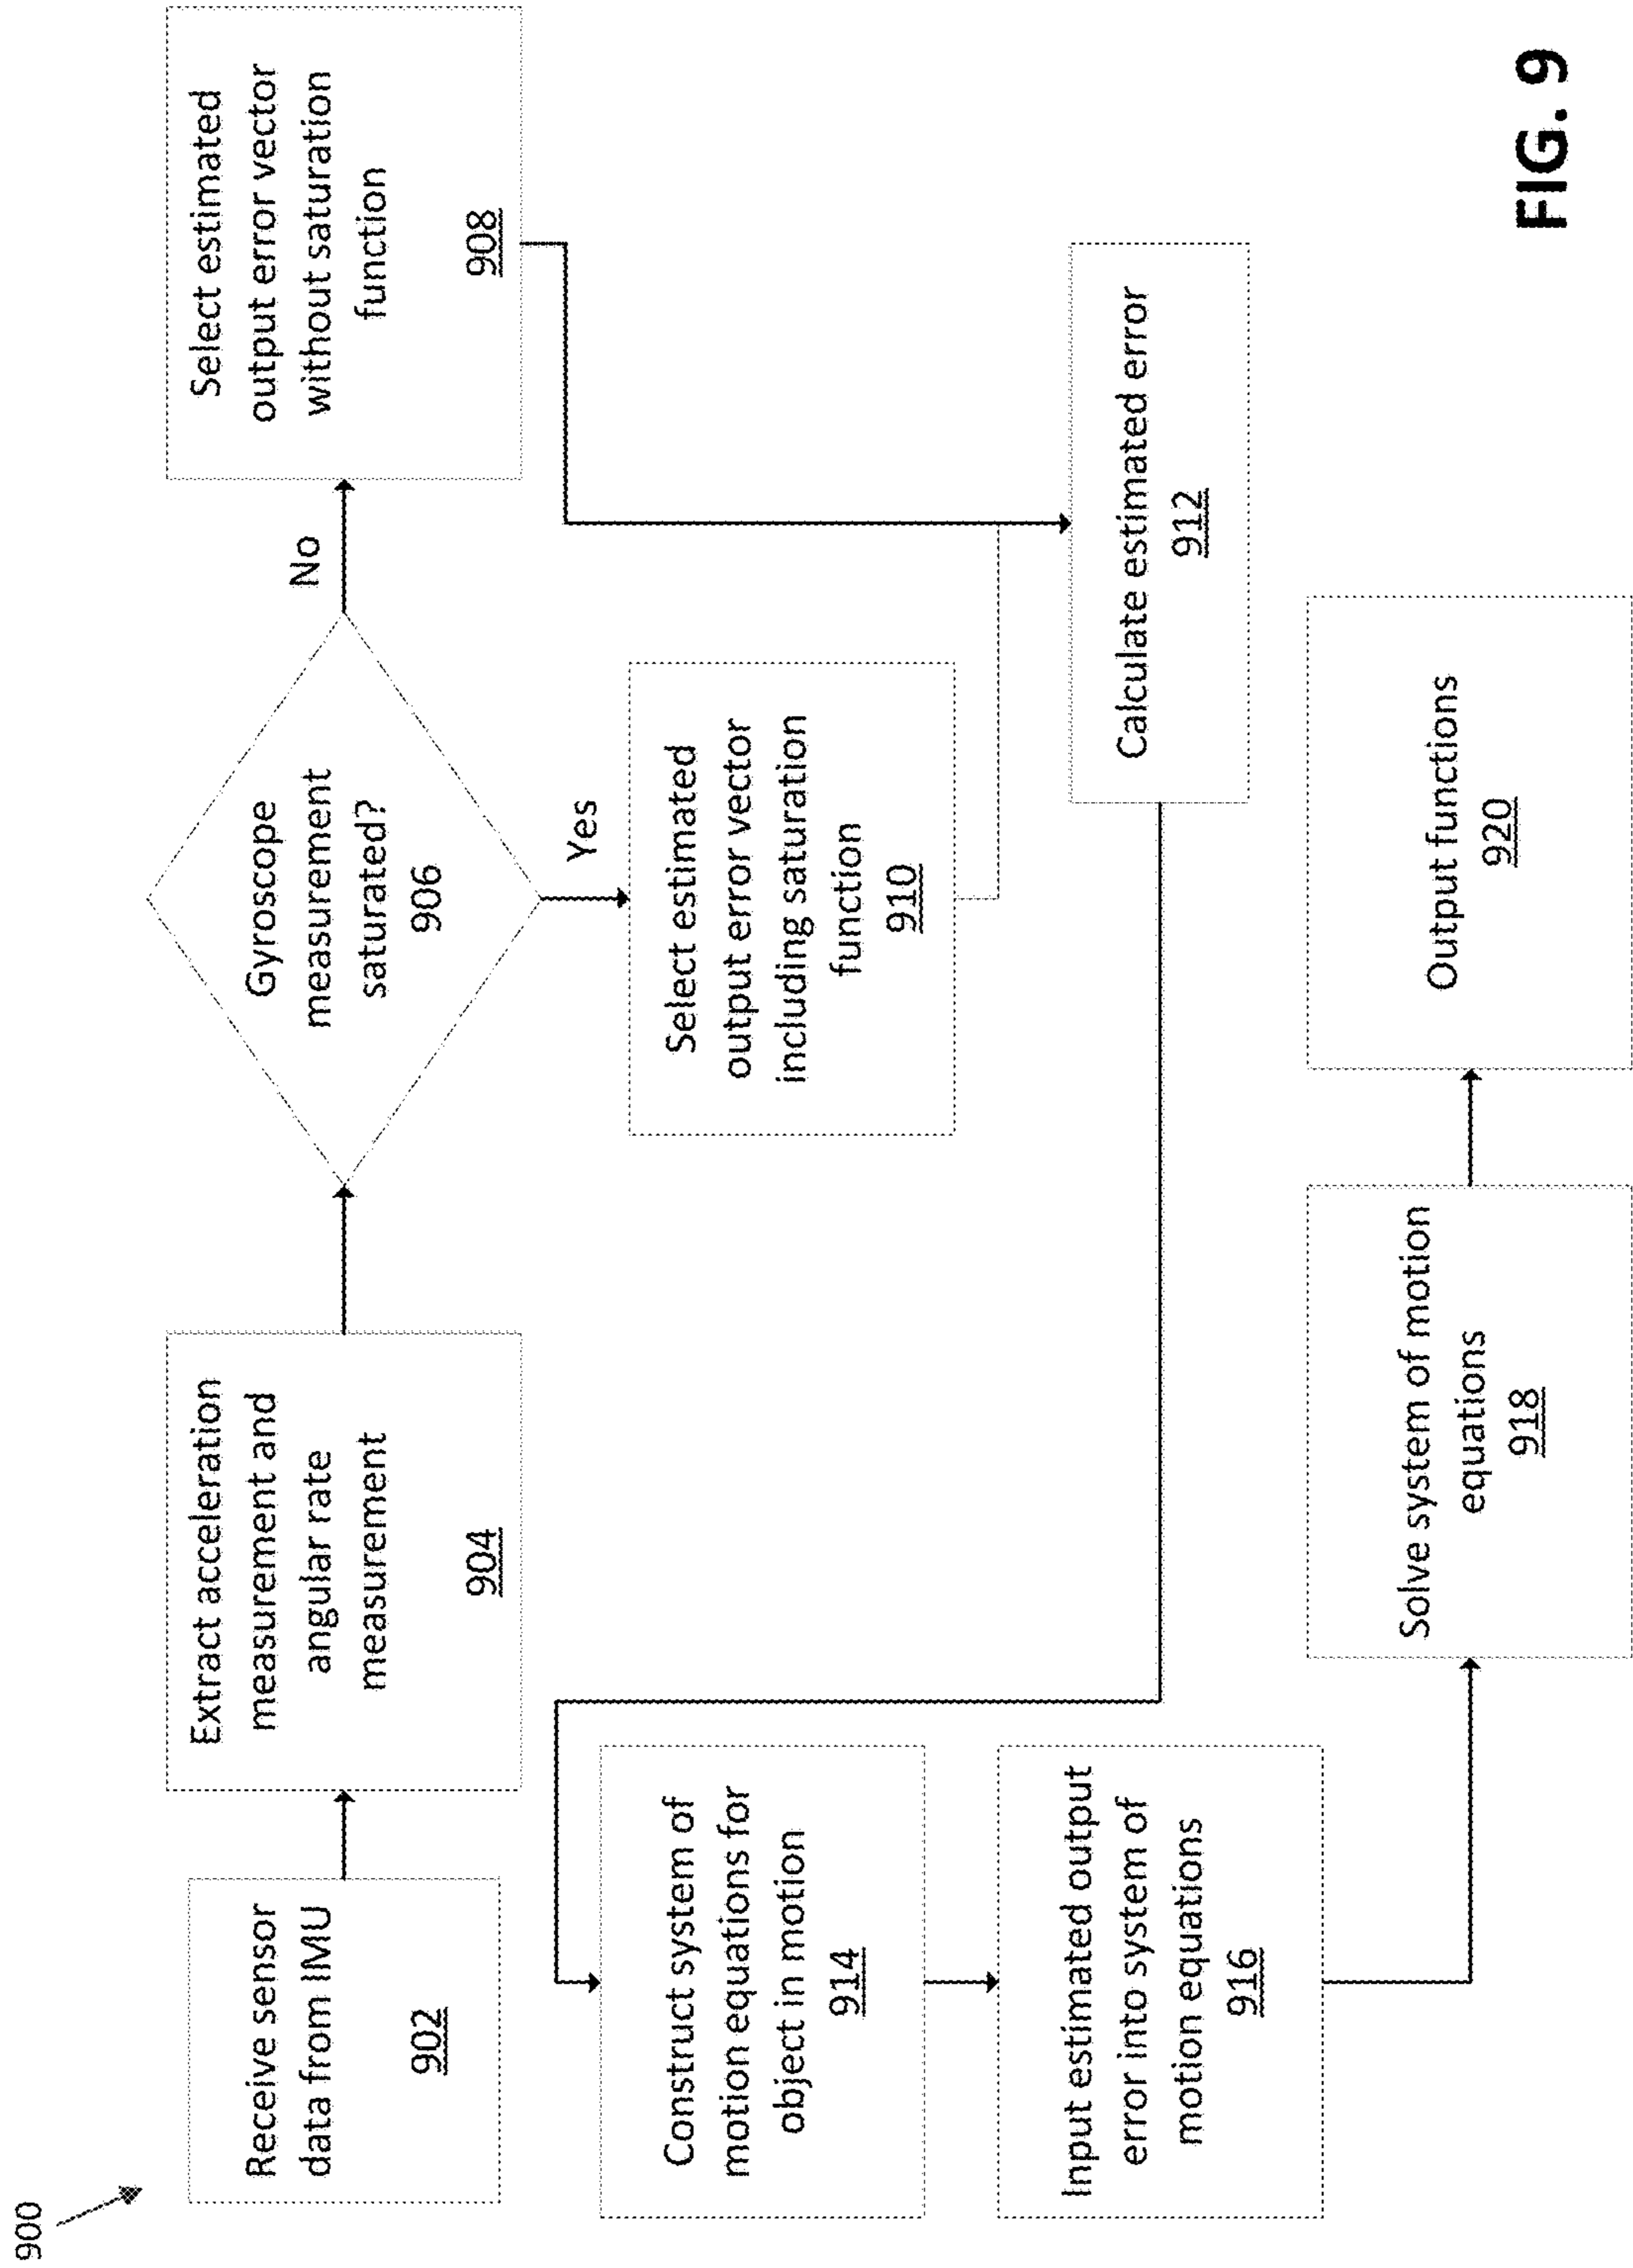 900
Receive sensor
data from IMU
902
Extract acceleration
measurement and
angular rate
measurement
904
Gyroscope
measurement
saturated?
906
No
Select estimated
output error vector
without saturation
function
908
Yes
Select estimated
output error vector
including saturation
function
910
Calculate estimated error
912
Construct system of
motion equations for
object in motion
914
Input estimated output
error into system of
motion equations
916
Solve system of motion
equations
918
Output functions
920
FIG. 9